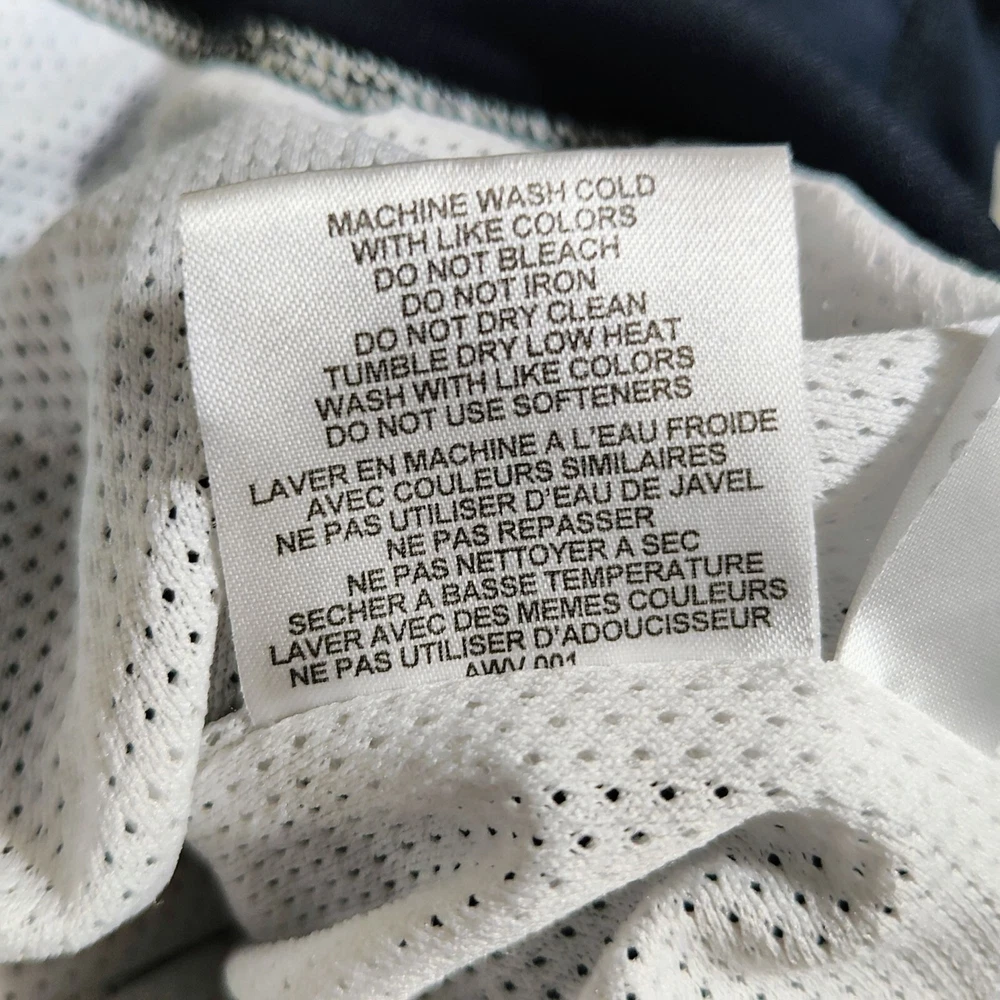 MACHINE WASH COLD
WITH LIKE COLORS
DO NOT BLEACH
DO NOT IRON
DO NOT DRY CLEAN
TUMBLE DRY LOW HEAT
WASH WITH LIKE COLORS
DO NOT USE SOFTENERS
LAVER EN MACHINE A L'EAU FROIDE
AVEC COULEURS SIMILAIRES
NE PAS UTILISER D'EAU DE JAVEL
NE PAS REPASSER
NE PAS NETTOYER A SEC
SECHER A BASSE TEMPERATURE
LAVER AVEC DES MEMES COULEURS
NE PAS UTILISER D'ADOUCISSEUR
AWV 001